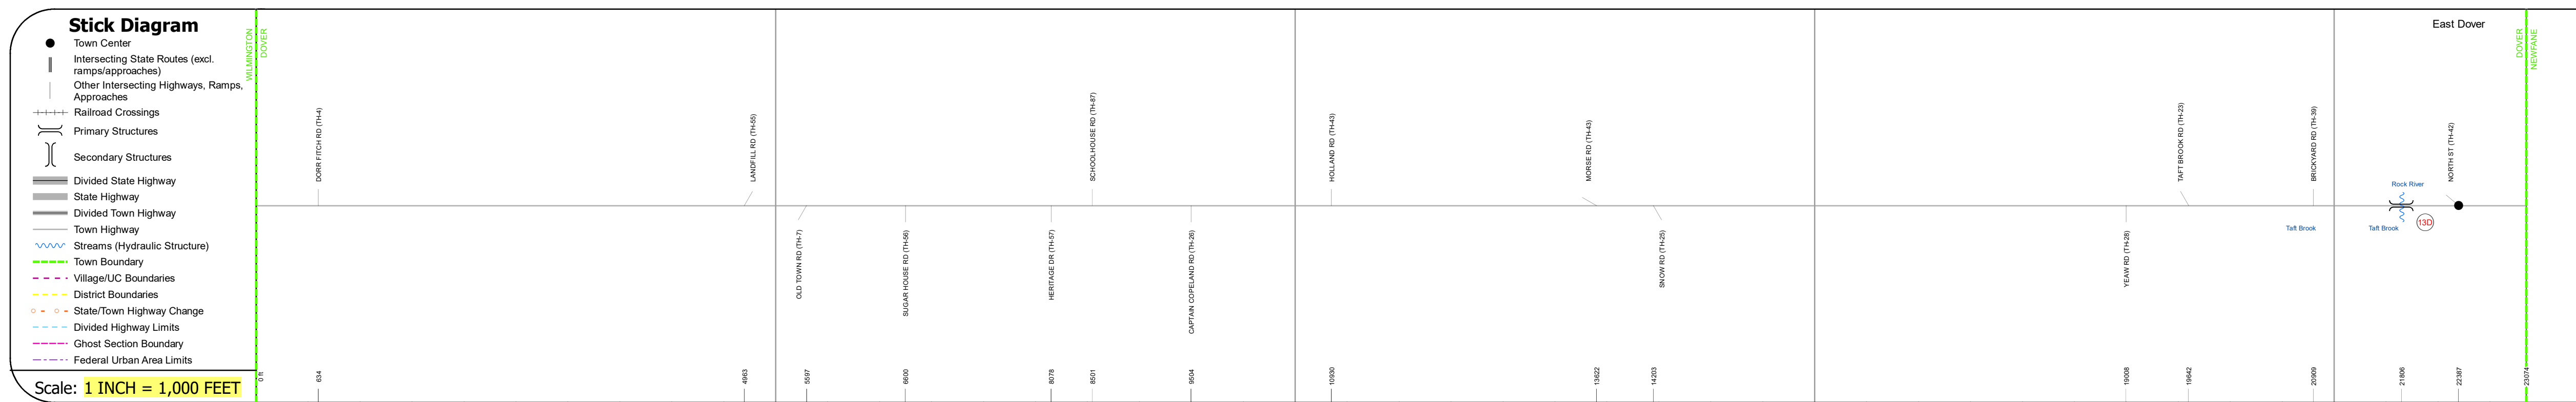 Stick Diagram
Town Center
Intersecting State Routes (excl.
ramps/approaches)
Other Intersecting Highways, Ramps,
Approaches
Railroad Crossings
Primary Structures
Secondary Structures
Divided State Highway
State Highway
Divided Town Highway
Town Highway
Streams (Hydraulic Structure)
Town Boundary
Village/UC Boundaries
District Boundaries
State/Town Highway Change
Divided Highway Limits
Ghost Section Boundary
Federal Urban Area Limits
Scale: 1 INCH = 1,000 FEET
WILMINGTON
DOVER
East Dover
DOVER
NEWFANE
DORR FITCH RD (TH-4)
LANDFILL RD (TH-55)
SCHOOLHOUSE RD (TH-87)
HOLLAND RD (TH-43)
MORSE RD (TH-43)
TAFT BROOK RD (TH-23)
BRICKYARD RD (TH-39)
NORTH ST (TH-42)
Rock River
13D
Taft Brook
Taft Brook
OLD TOWN RD (TH-7)
SUGAR HOUSE RD (TH-56)
HERITAGE DR (TH-57)
CAPTAIN COPELAND RD (TH-26)
SNOW RD (TH-25)
YEAW RD (TH-28)
0 ft
634
4963
5597
6600
8078
8501
9504
10930
13622
14203
19008
19642
20909
21806
22387
23074